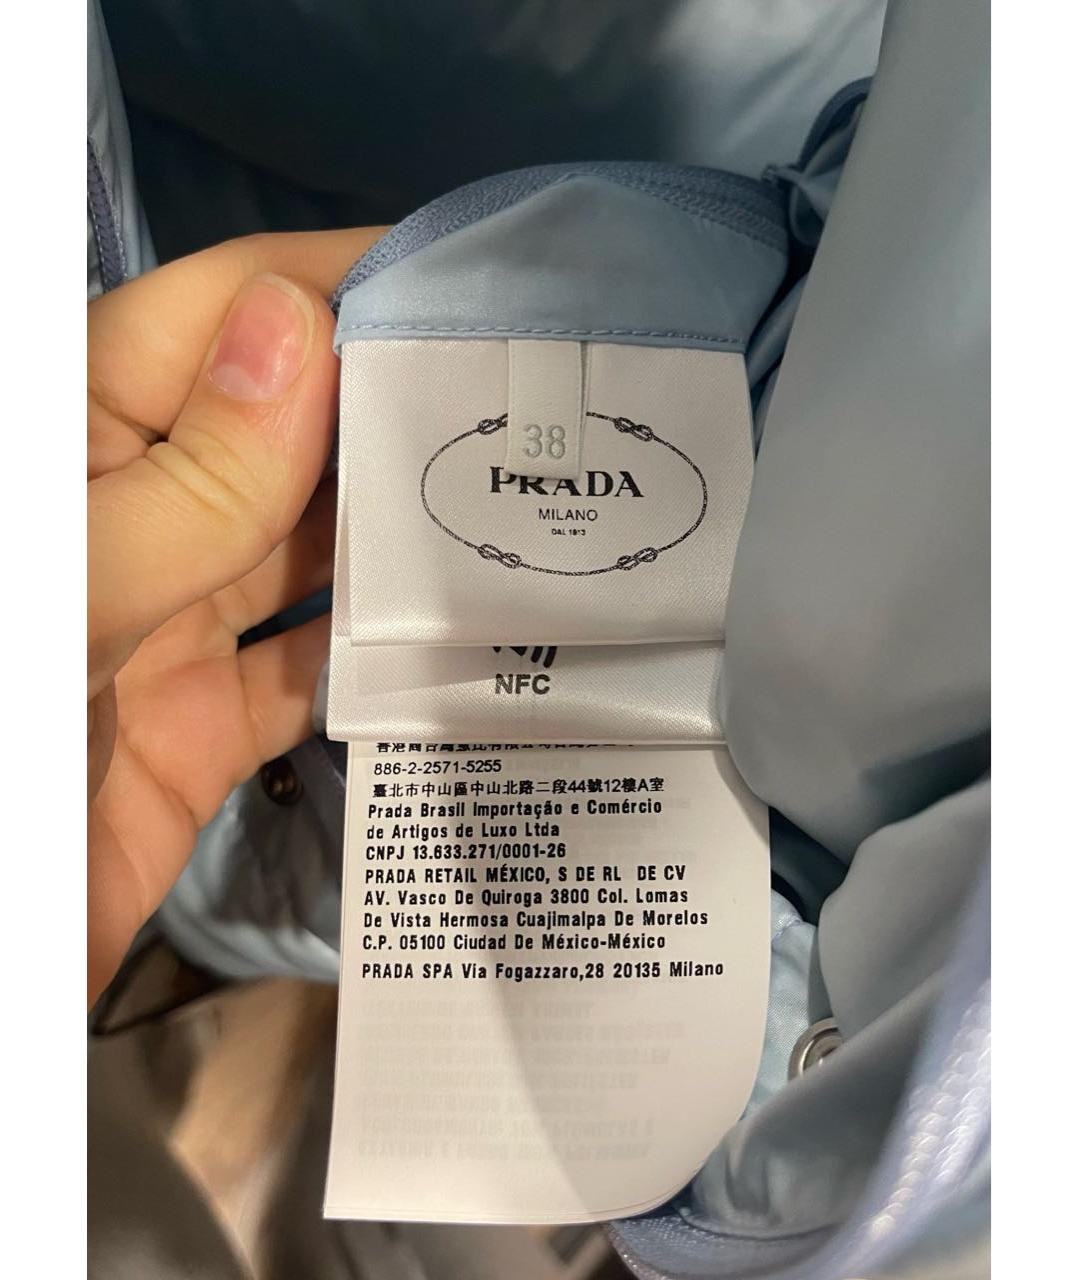 38
PRADA
MILANO
DAL 1913
NFC
886-2-2571-5255
臺北市中山區中山北路二段44號12樓A室
Prada Brasil Importação e Comércio
de Artigos de Luxo Ltda
CNPJ 13.633.271/0001-26
PRADA RETAIL MÉXICO, S DE RL DE CV
AV. Vasco De Quiroga 3800 Col. Lomas
De Vista Hermosa Cuajimalpa De Morelos
C.P. 05100 Ciudad De México-México
PRADA SPA Via Fogazzaro,28 20135 Milano